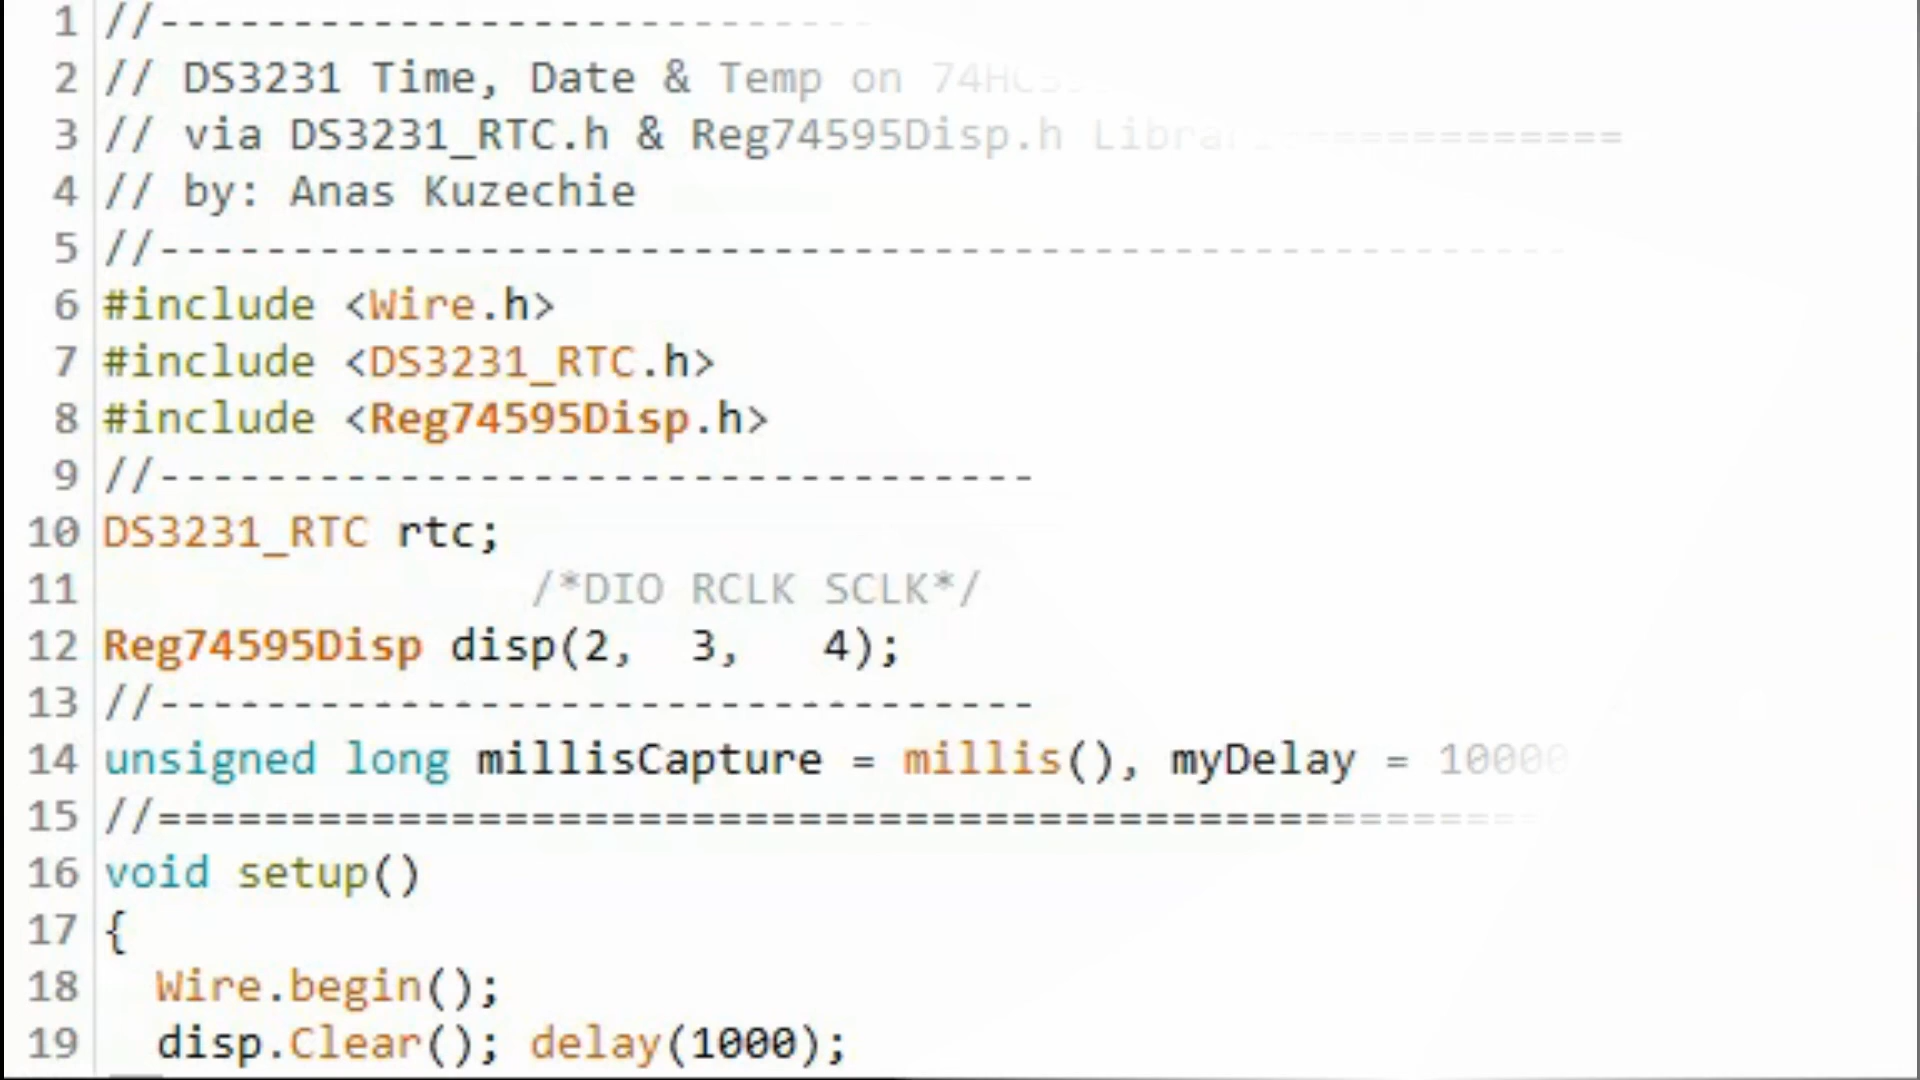 1 //---------------------------
2 // DS3231 Time, Date & Temp on
3 // via DS3231_RTC.h & Reg74595Disp.h ============
4 // by: Anas Kuzechie
5 //-----------------------------------------------------
6 #include <Wire.h>
7 #include <DS3231_RTC.h>
8 #include <Reg74595Disp.h>
9 //---------------------------------
10 DS3231_RTC rtc;
11                 /*DIO RCLK SCLK*/
12 Reg74595Disp disp(2,  3,   4);
13 //---------------------------------
14 unsigned long millisCapture = millis(), myDelay = 10000
15 //====================================================
16 void setup()
17 {
18   Wire.begin();
19   disp.Clear(); delay(1000);